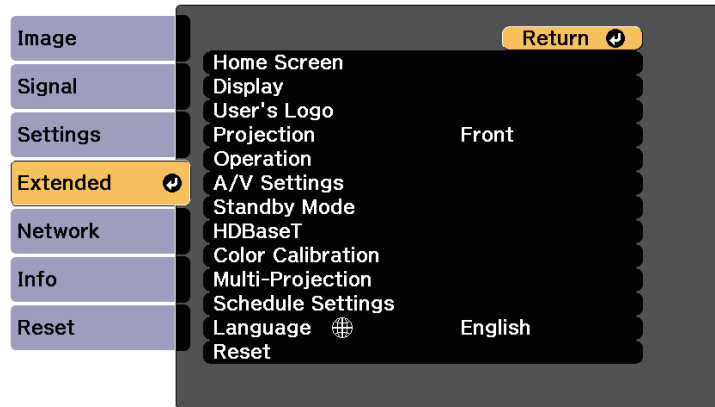 Image
Signal
Settings
Extended
Network
Info
Reset
Return
Home Screen
Display
User's Logo
Projection Front
Operation
A/V Settings
Standby Mode
HDBaseT
Color Calibration
Multi-Projection
Schedule Settings
Language English
Reset